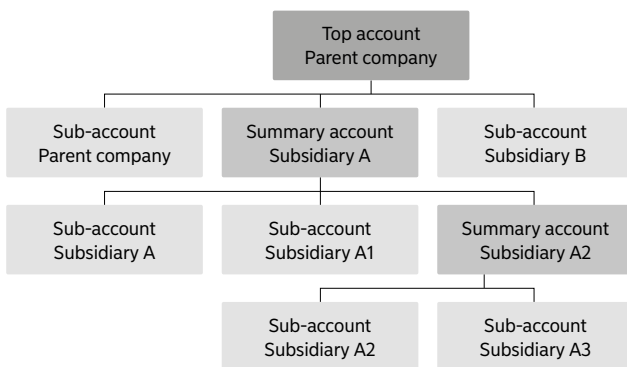 Top account
Parent company
Sub-account
Parent company
Summary account
Subsidiary A
Sub-account
Subsidiary B
Sub-account
Subsidiary A
Sub-account
Subsidiary A1
Summary account
Subsidiary A2
Sub-account
Subsidiary A2
Sub-account
Subsidiary A3